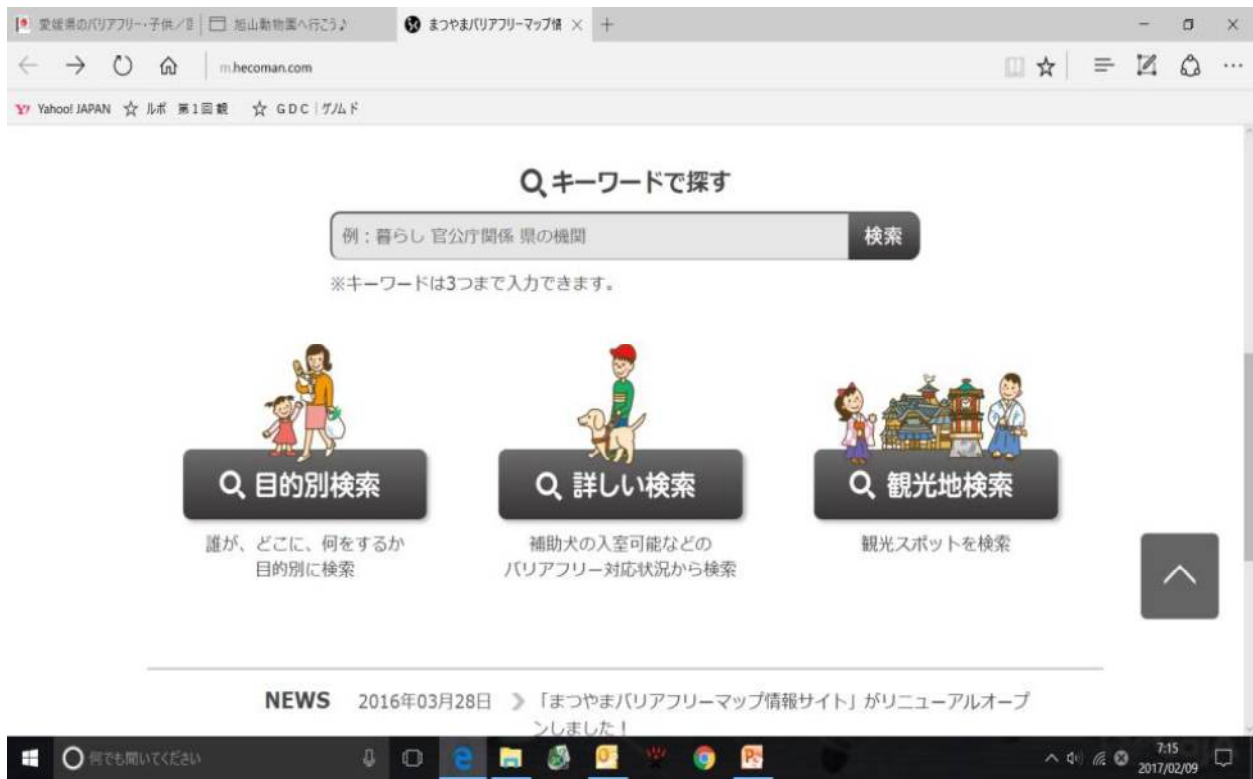 愛媛県のバリアフリー・子供／
旭山動物園へ行こう♪
まつやまバリアフリーマップ情
m.hecoman.com
Yahoo! JAPAN
ルポ 第1回観
GDC | ゲノムド
キーワードで探す
例：暮らし 官公庁関係 県の機関
検索
※キーワードは3つまで入力できます。
目的別検索
詳しい検索
観光地検索
誰が、どこに、何をするか
目的別に検索
補助犬の入室可能などの
バリアフリー対応状況から検索
観光スポットを検索
NEWS 2016年03月28日 「まつやまバリアフリーマップ情報サイト」がリニューアルオープ
ンしました！
何でも聞いてください
7:15
2017/02/09